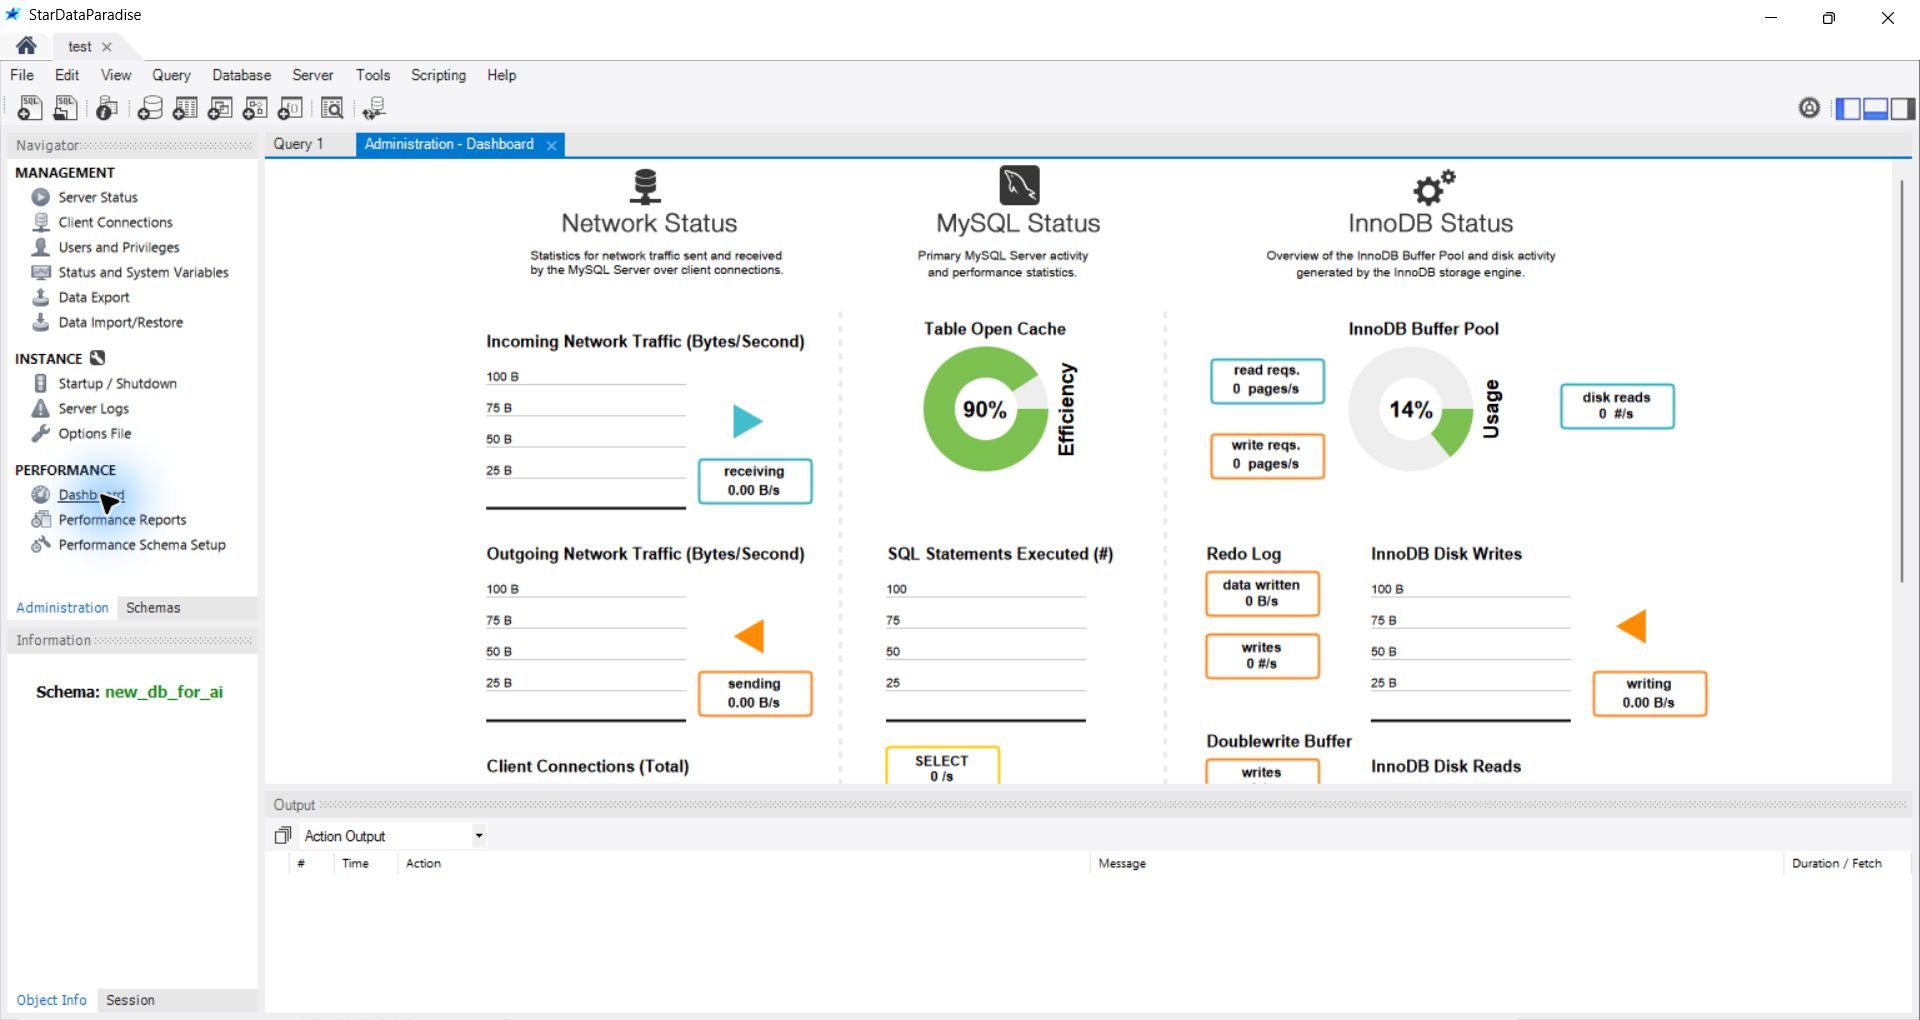 StarDataParadise
test
File Edit View Query Database Server Tools Scripting Help
Navigator
MANAGEMENT
Server Status
Client Connections
Users and Privileges
Status and System Variables
Data Export
Data Import/Restore
INSTANCE
Startup / Shutdown
Server Logs
Options File
PERFORMANCE
Performance Reports
Performance Schema Setup
Administration Schemas
Information
Schema: new_db_for_ai
Object Info Session
Query 1 Administration - Dashboard
Network Status
Statistics for network traffic sent and received
by the MySQL Server over client connections.
Incoming Network Traffic (Bytes/Second)
100 B
75 B
50 B
25 B
receiving
0.00 B/s
Outgoing Network Traffic (Bytes/Second)
100 B
75 B
50 B
25 B
sending
0.00 B/s
Client Connections (Total)
MySQL Status
Primary MySQL Server activity
and performance statistics.
Table Open Cache
90%
Efficiency
SQL Statements Executed (#)
100
75
50
25
SELECT
0 /s
InnoDB Status
Overview of the InnoDB Buffer Pool and disk activity
generated by the InnoDB storage engine.
InnoDB Buffer Pool
read reqs.
0 pages/s
write reqs.
0 pages/s
14%
Usage
disk reads
0 #/s
Redo Log
data written
0 B/s
writes
0 #/s
Doublewrite Buffer
writes
InnoDB Disk Writes
100 B
75 B
50 B
25 B
writing
0.00 B/s
InnoDB Disk Reads
Output
Action Output
# Time Action Message Duration / Fetch